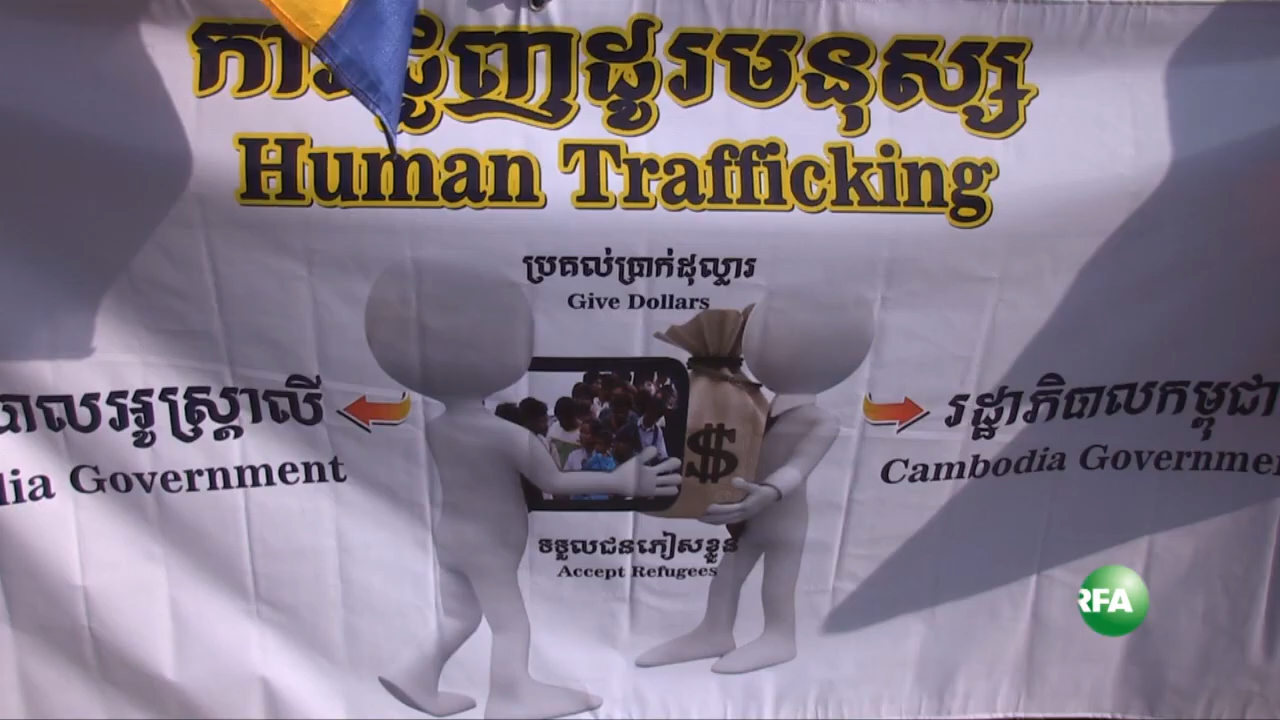 ការជួញដូរមនុស្ស
Human Trafficking
ប្រគល់ប្រាក់ដុល្លារ
Give Dollars
បាលអូស្ត្រាលី
រដ្ឋាភិបាលកម្ពុជា
lia Government
Cambodia Governme
$
ទទួលជនភៀសខ្លួន
Accept Refugees
RFA